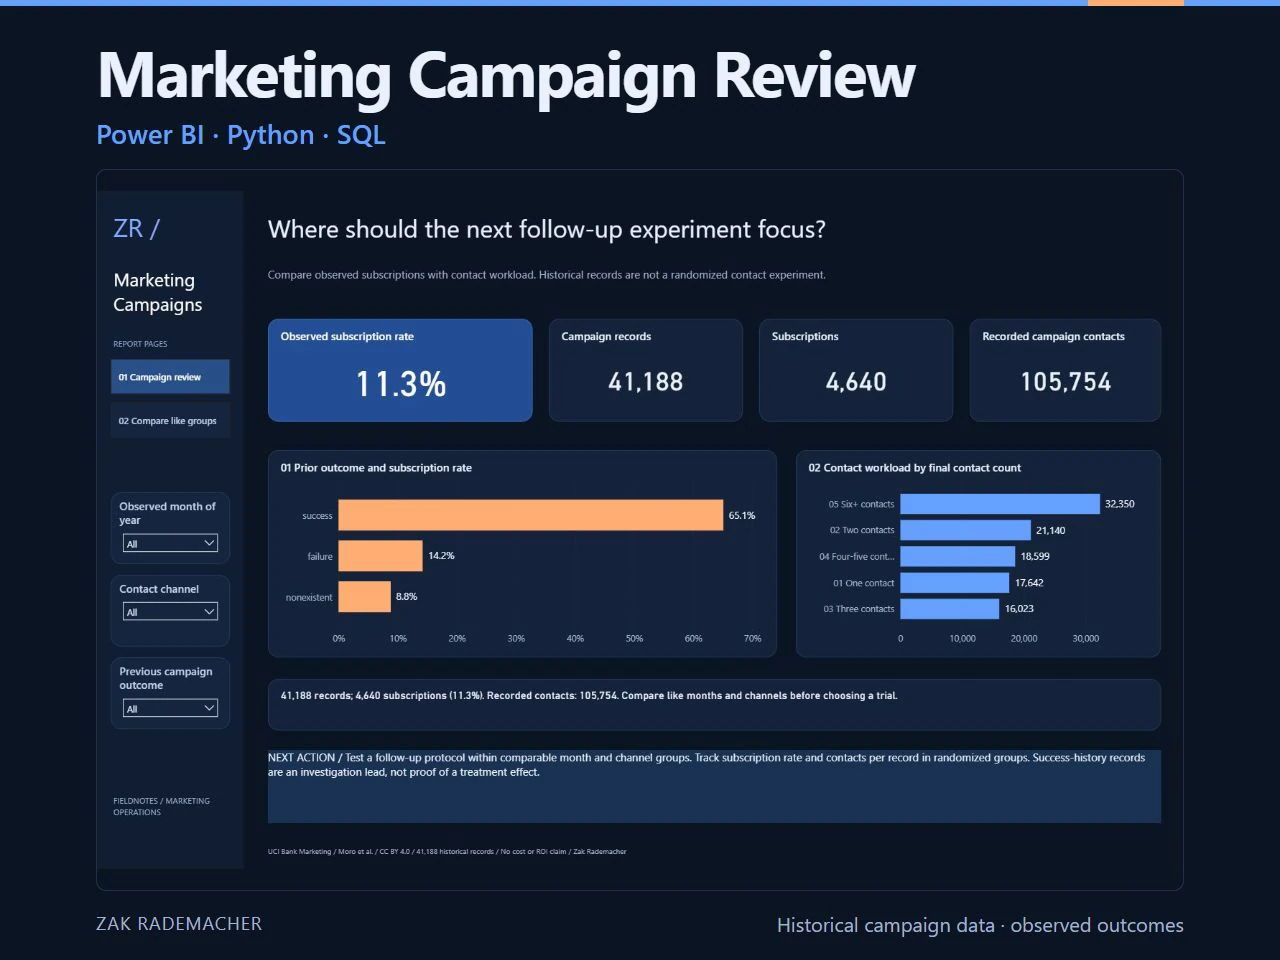 Marketing Campaign Review
Power BI · Python · SQL
ZR /
Marketing
Campaigns
REPORT PAGES
01 Campaign review
02 Compare like groups
Observed month of
year
All
Contact channel
All
Previous campaign
outcome
All
FIELDNOTES / MARKETING
OPERATIONS
Where should the next follow-up experiment focus?
Compare observed subscriptions with contact workload. Historical records are not a randomized contact experiment.
Observed subscription rate
11.3%
Campaign records
41,188
Subscriptions
4,640
Recorded campaign contacts
105,754
01 Prior outcome and subscription rate
success
65.1%
failure
14.2%
nonexistent
8.8%
0% 10% 20% 30% 40% 50% 60% 70%
02 Contact workload by final contact count
05 Six+ contacts
32,350
02 Two contacts
21,140
04 Four-five cont...
18,599
01 One contact
17,642
03 Three contacts
16,023
0 10,000 20,000 30,000
41,188 records; 4,640 subscriptions (11.3%). Recorded contacts: 105,754. Compare like months and channels before choosing a trial.
NEXT ACTION / Test a follow-up protocol within comparable month and channel groups. Track subscription rate and contacts per record in randomized groups. Success-history records
are an investigation lead, not proof of a treatment effect.
UCI Bank Marketing / Moro et al. / CC BY 4.0 / 41,188 historical records / No cost or ROI claim / Zak Rademacher
ZAK RADEMACHER
Historical campaign data · observed outcomes